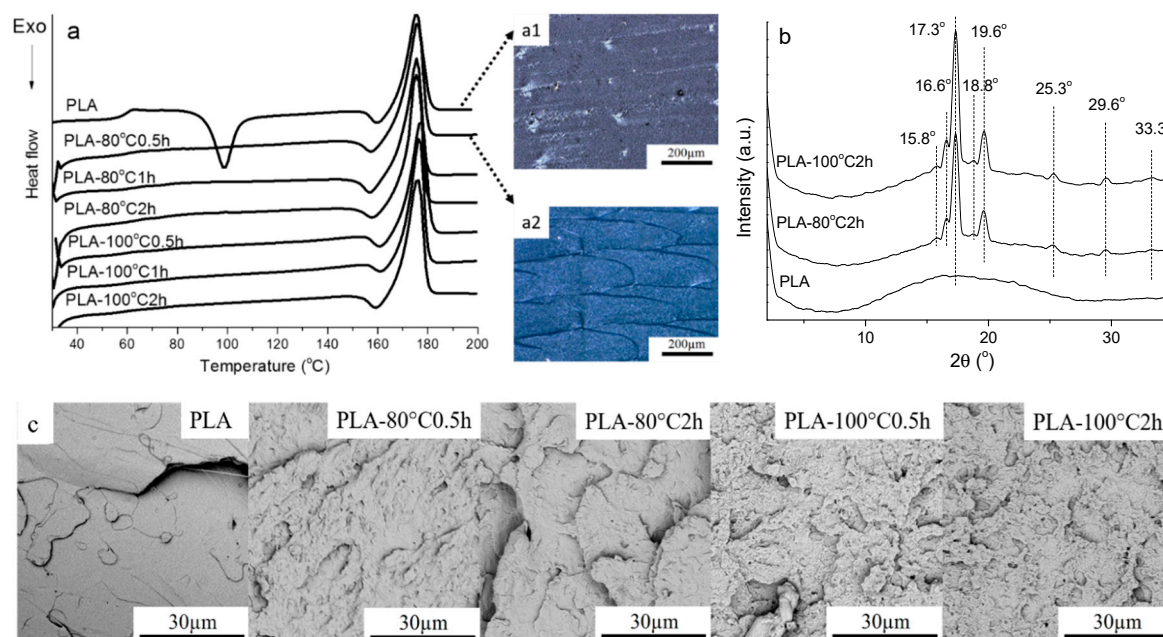 Exo
a
Heat flow
PLA
PLA-80°C0.5h
PLA-80°C1h
PLA-80°C2h
PLA-100°C0.5h
PLA-100°C1h
PLA-100°C2h
40 60 80 100 120 140 160 180 200
Temperature (°C)
a1
200μm
a2
200μm
b
17.3°
19.6°
16.6°
18.8°
15.8°
25.3°
29.6°
33.3
PLA-100°C2h
PLA-80°C2h
PLA
Intensity (a.u.)
10 20 30
2θ (°)
c
PLA
30μm
PLA-80°C0.5h
30μm
PLA-80°C2h
30μm
PLA-100°C0.5h
30μm
PLA-100°C2h
30μm